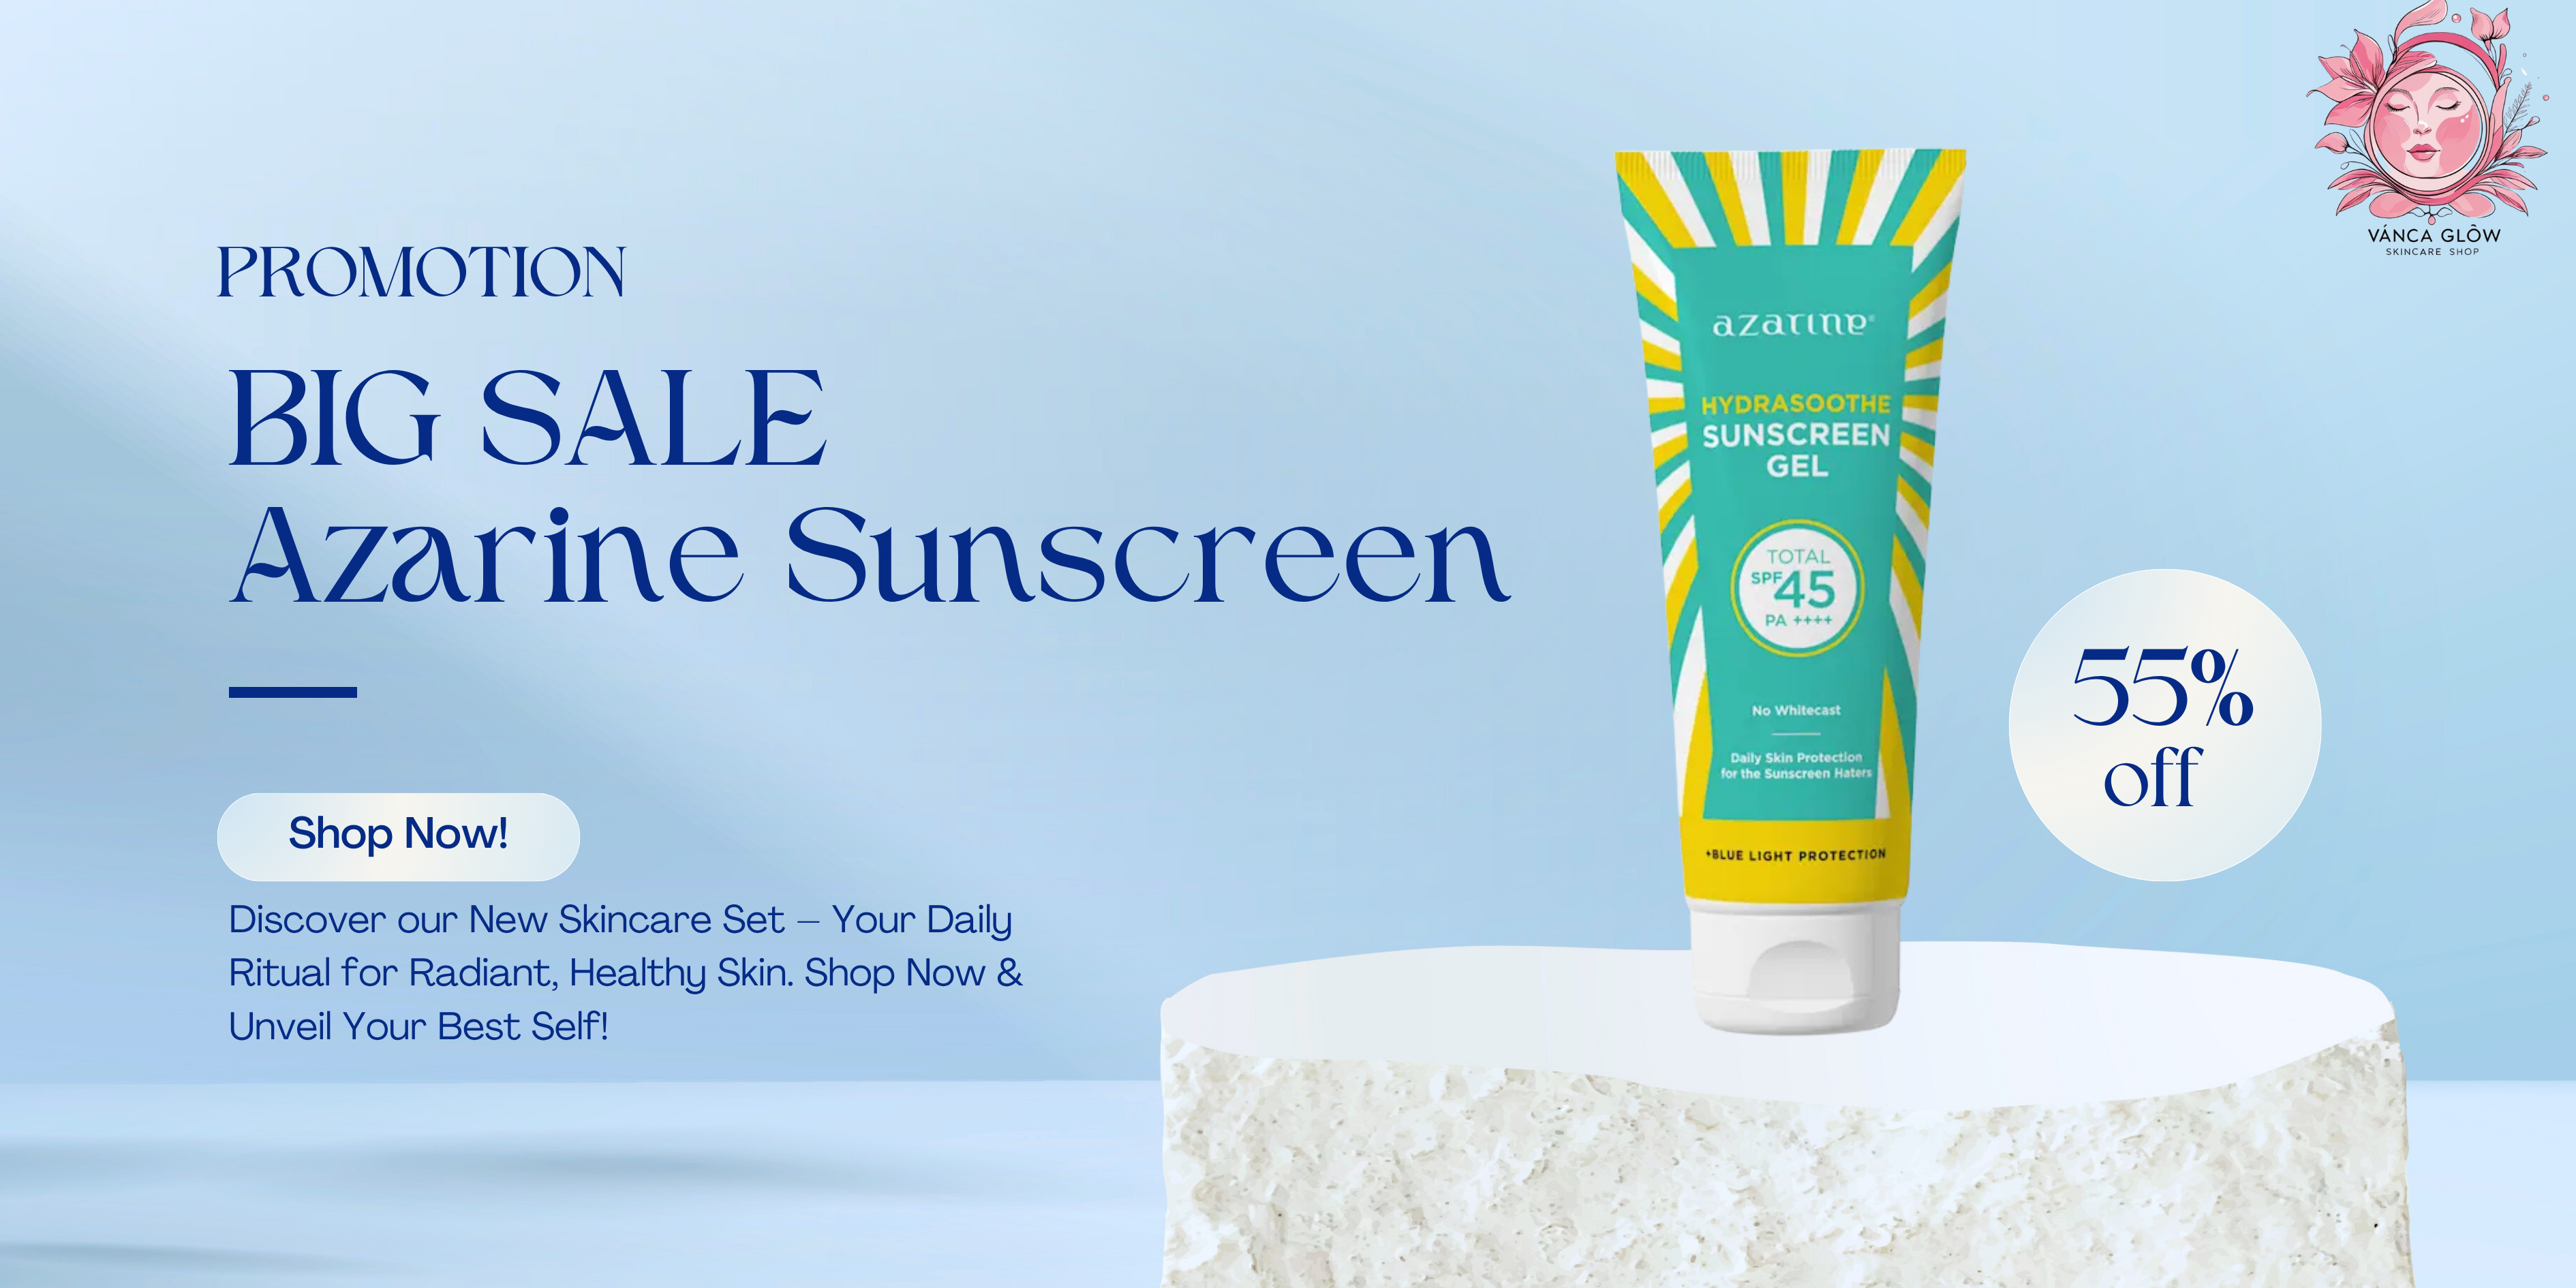 VÁNCA GLÔW
SKINCARE SHOP
PROMOTION
BIG SALE
Azarine Sunscreen
Shop Now!
Discover our New Skincare Set – Your Daily
Ritual for Radiant, Healthy Skin. Shop Now &
Unveil Your Best Self!
azarine®
HYDRASOOTHE
SUNSCREEN
GEL
TOTAL
SPF 45
PA ++++
No Whitecast
Daily Skin Protection
for the Sunscreen Haters
+BLUE LIGHT PROTECTION
55%
off